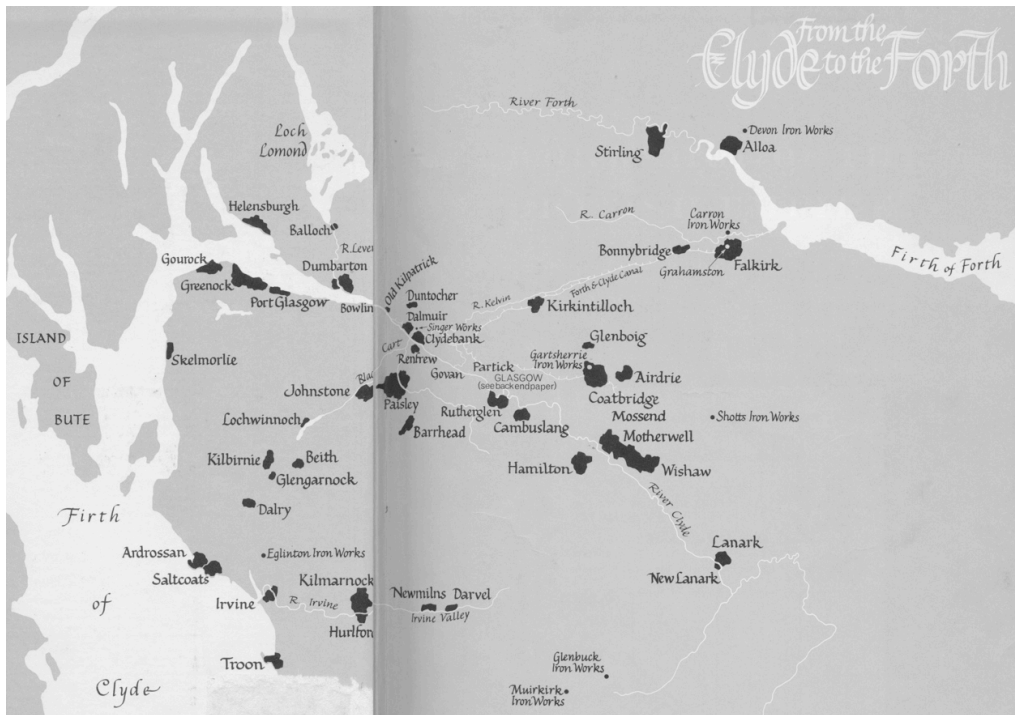 From the
Clyde to the Forth
River Forth
Loch
Lomond
Devon Iron Works
Stirling
Alloa
Helensburgh
Balloch
R. Carron
Carron
Iron Works
R. Leven
Bonnybridge
Grahamston
Falkirk
Firth of Forth
Gourock
Dumbarton
Old Kilpatrick
Greenock
Port Glasgow
Bowlin
Duntocher
R. Kelvin
Forth & Clyde Canal
Kirkintilloch
Dalmuir
Singer Works
Clydebank
ISLAND
OF
BUTE
Skelmorlie
Cart
Renfrew
Glenboig
Gartsherrie
Iron Works
Partick
Govan
GLASGOW
(see back endpaper)
Airdrie
Johnstone
Blac
Paisley
Coatbridge
Rutherglen
Mossend
Shotts Iron Works
Lochwinnoch
Barrhead
Cambuslang
Motherwell
Kilbirnie
Beith
Hamilton
Wishaw
Glengarnock
River Clyde
Dalry
Firth
of
Clyde
Ardrossan
Eglinton Iron Works
Lanark
Saltcoats
Kilmarnock
New Lanark
Irvine
R. Irvine
Newmilns
Darvel
Irvine Valley
Hurlfor
Troon
Glenbuck
Iron Works
Muirkirk
Iron Works